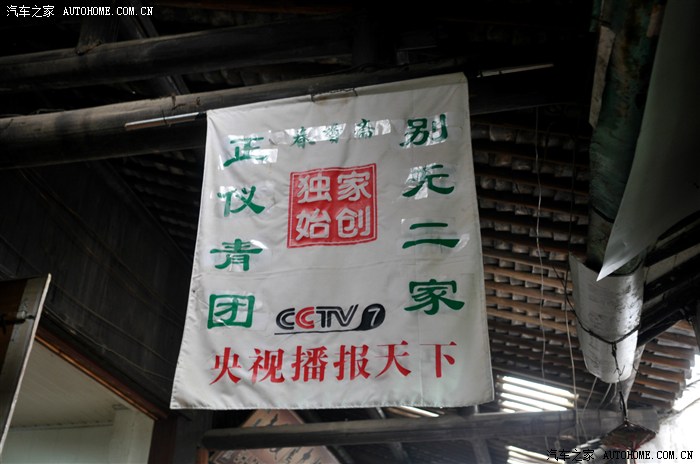 汽车之家 AUTOHOME.COM.CN
正仪青团
别无二家
独家
始创
CCTV 7
央视播报天下
汽车之家 AUTOHOME.COM.CN